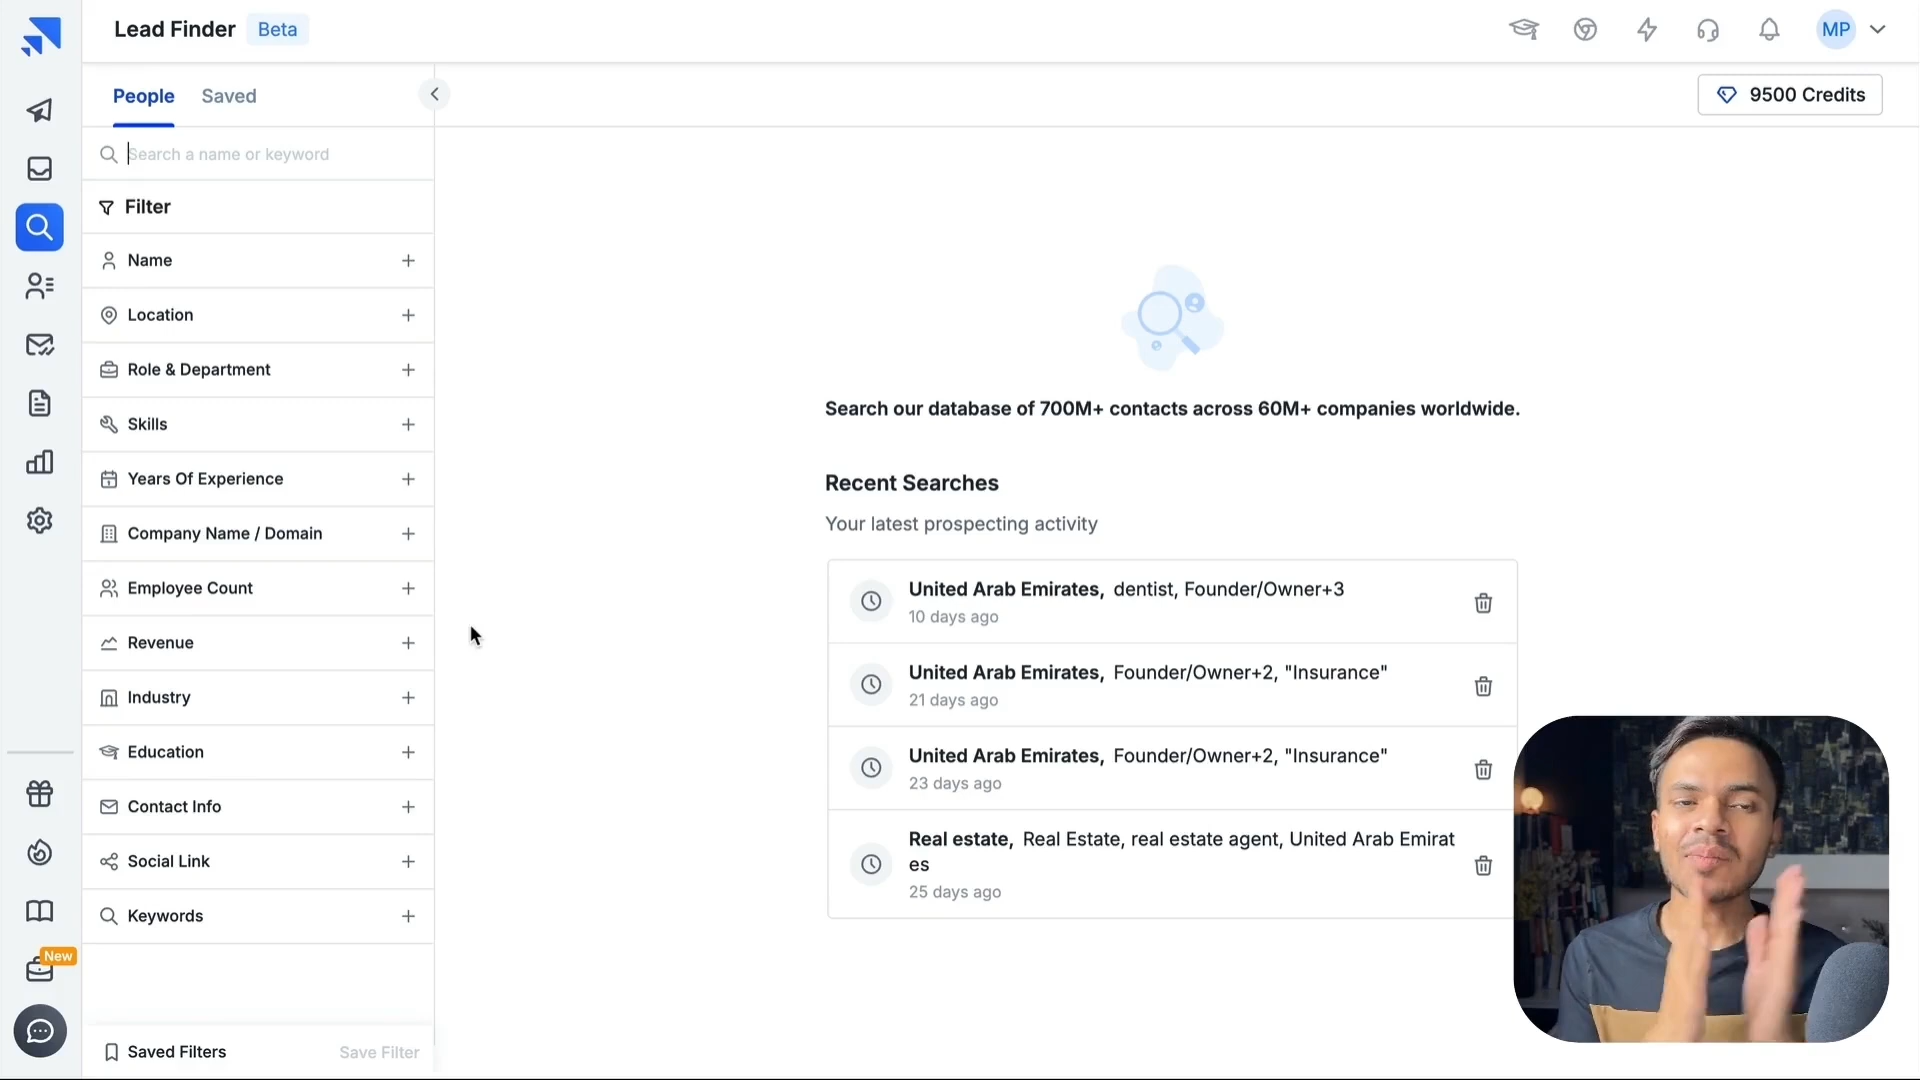 Lead Finder Beta
MP
People Saved
9500 Credits
Search a name or keyword
Filter
Name
Location
Role & Department
Skills
Years Of Experience
Company Name / Domain
Employee Count
Revenue
Industry
Education
Contact Info
Social Link
Keywords
New
Saved Filters Save Filter
Search our database of 700M+ contacts across 60M+ companies worldwide.
Recent Searches
Your latest prospecting activity
United Arab Emirates, dentist, Founder/Owner+3
10 days ago
United Arab Emirates, Founder/Owner+2, "Insurance"
21 days ago
United Arab Emirates, Founder/Owner+2, "Insurance"
23 days ago
Real estate, Real Estate, real estate agent, United Arab Emirat
es
25 days ago